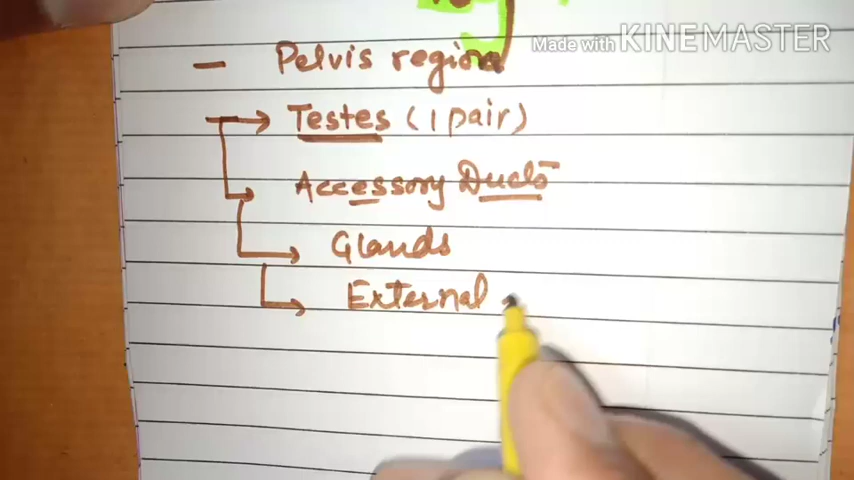 Made with KINEMASTER
- Pelvis region
→ Testes (1 pair)
→ Accessory Ducts
→ Glands
→ External